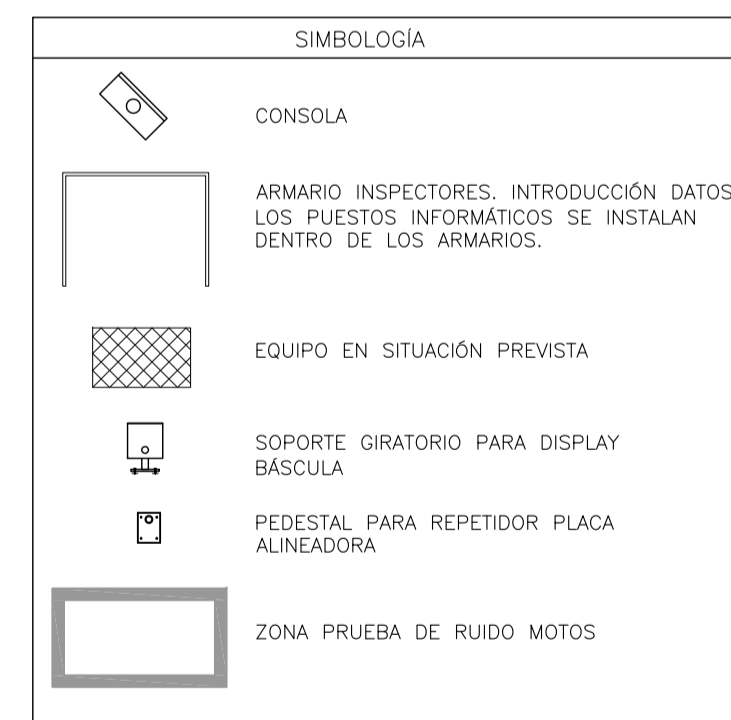 SIMBOLOGÍA
CONSOLA
ARMARIO INSPECTORES. INTRODUCCIÓN DATOS
LOS PUESTOS INFORMÁTICOS SE INSTALAN
DENTRO DE LOS ARMARIOS.
EQUIPO EN SITUACIÓN PREVISTA
SOPORTE GIRATORIO PARA DISPLAY
BÁSCULA
PEDESTAL PARA REPETIDOR PLACA
ALINEADORA
ZONA PRUEBA DE RUIDO MOTOS